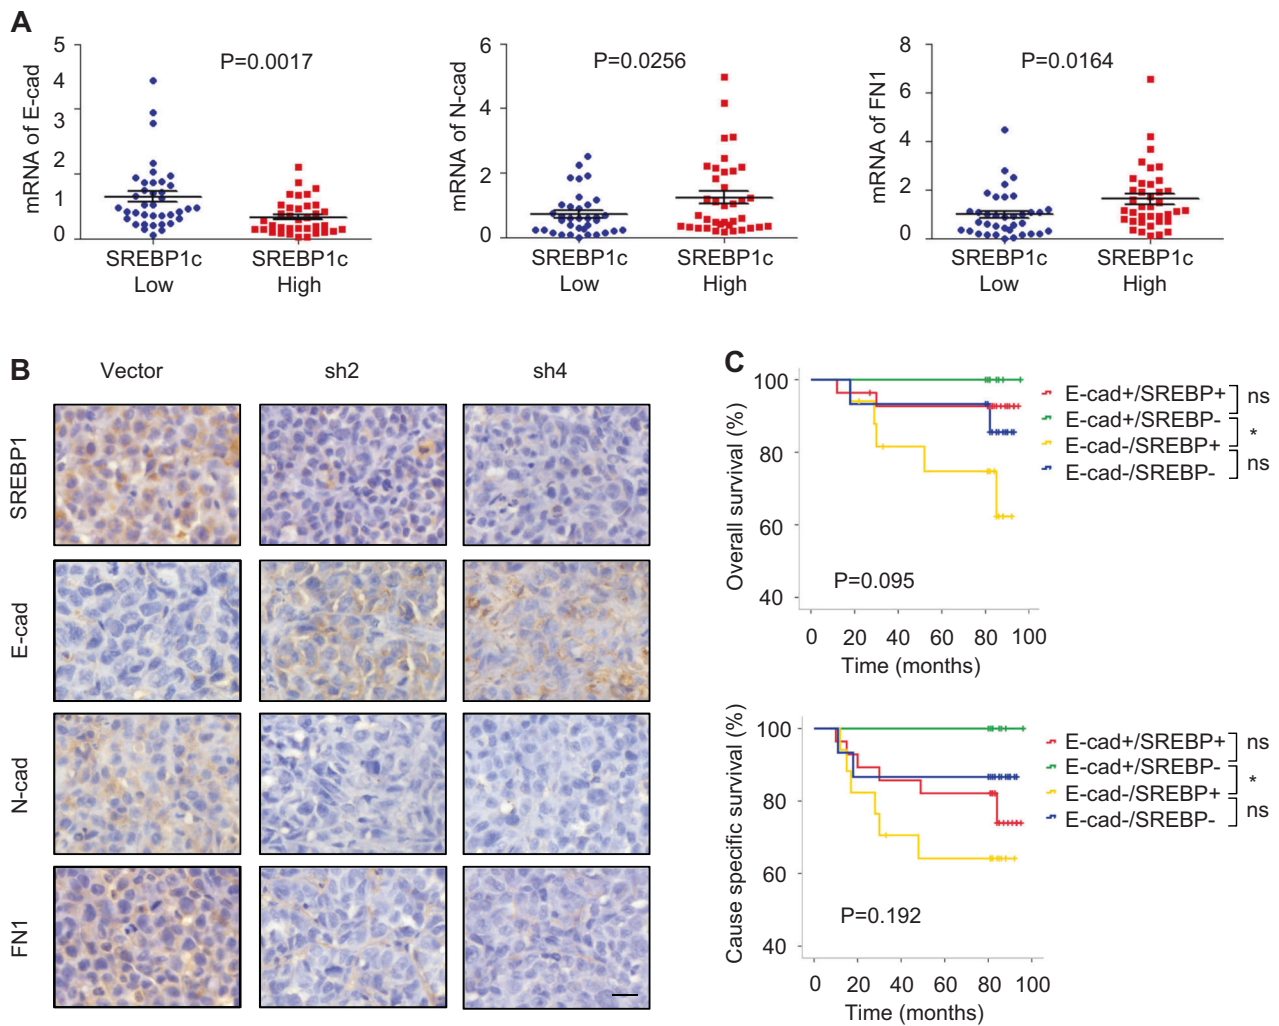 A
mRNA of E-cad
5
4
3
2
1
0
P=0.0017
SREBP1c
Low
SREBP1c
High
mRNA of N-cad
6
4
2
0
P=0.0256
SREBP1c
Low
SREBP1c
High
mRNA of FN1
8
6
4
2
0
P=0.0164
SREBP1c
Low
SREBP1c
High
B
Vector
sh2
sh4
SREBP1
E-cad
N-cad
FN1
C
Overall survival (%)
100
80
60
40
P=0.095
0 20 40 60 80 100
Time (months)
E-cad+/SREBP+
E-cad+/SREBP-
E-cad-/SREBP+
E-cad-/SREBP-
ns
*
ns
Cause specific survival (%)
100
80
60
40
P=0.192
0 20 40 60 80 100
Time (months)
E-cad+/SREBP+
E-cad+/SREBP-
E-cad-/SREBP+
E-cad-/SREBP-
ns
*
ns